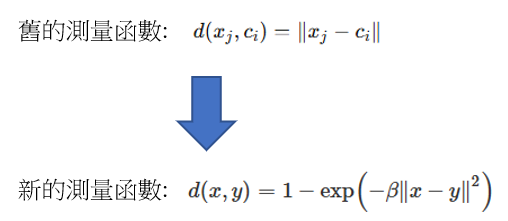 舊的測量函數: d(x_j, c_i) = ‖x_j − c_i‖
新的測量函數: d(x, y) = 1 − exp(−β‖x − y‖²)